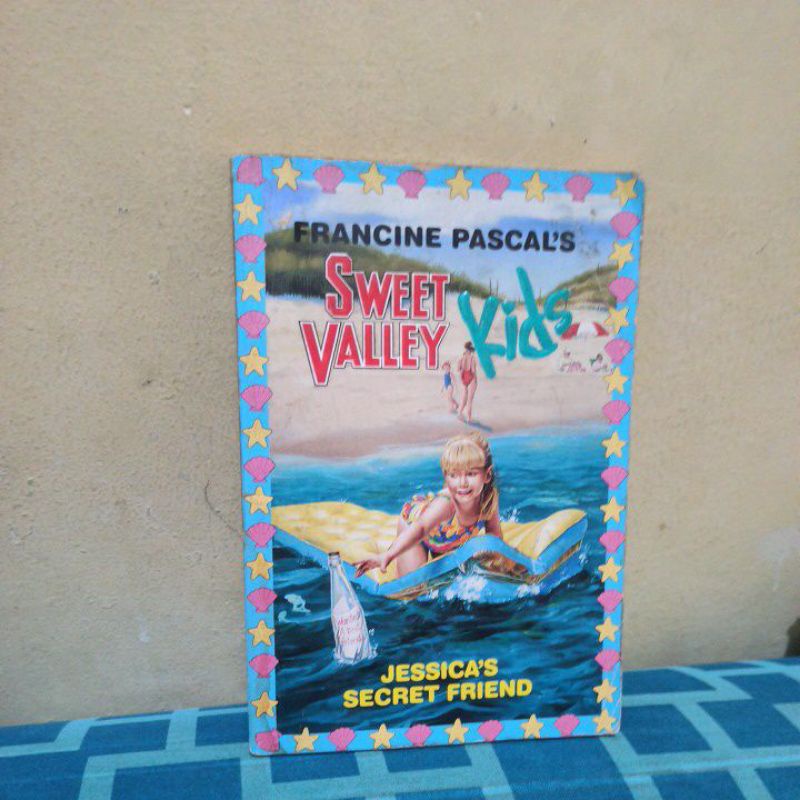 FRANCINE PASCAL'S
SWEET
VALLEY
Kids
JESSICA'S
SECRET FRIEND